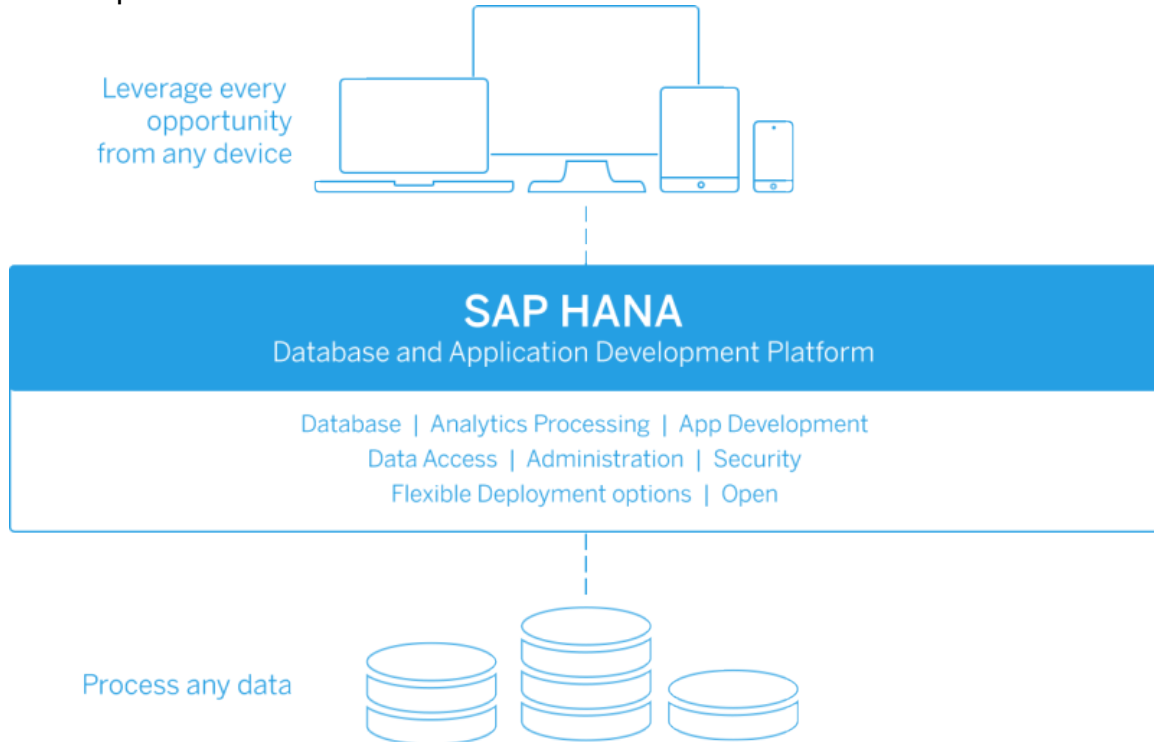 Leverage every
opportunity
from any device
SAP HANA
Database and Application Development Platform
Database | Analytics Processing | App Development
Data Access | Administration | Security
Flexible Deployment options | Open
Process any data